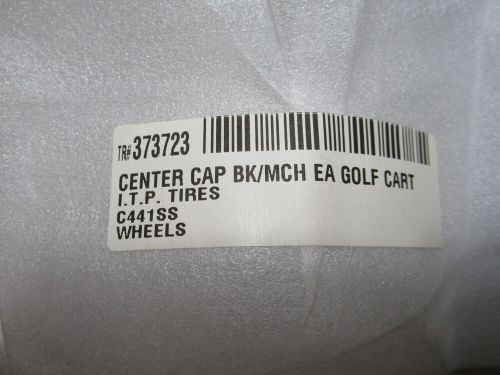 TR# 373723
CENTER CAP BK/MCH EA GOLF CART
I.T.P. TIRES
C441SS
WHEELS